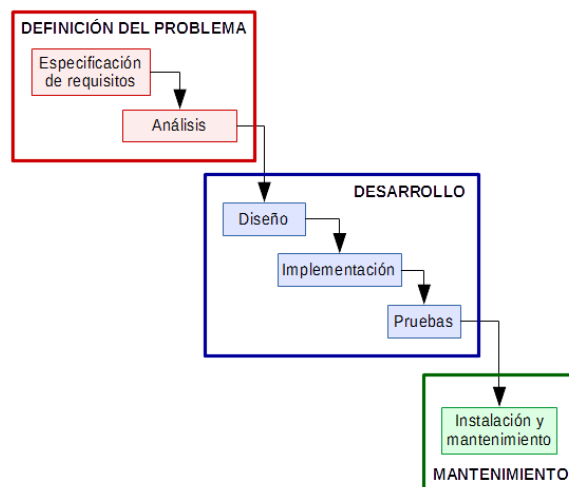 DEFINICIÓN DEL PROBLEMA
Especificación
de requisitos
Análisis
DESARROLLO
Diseño
Implementación
Pruebas
Instalación y
mantenimiento
MANTENIMIENTO